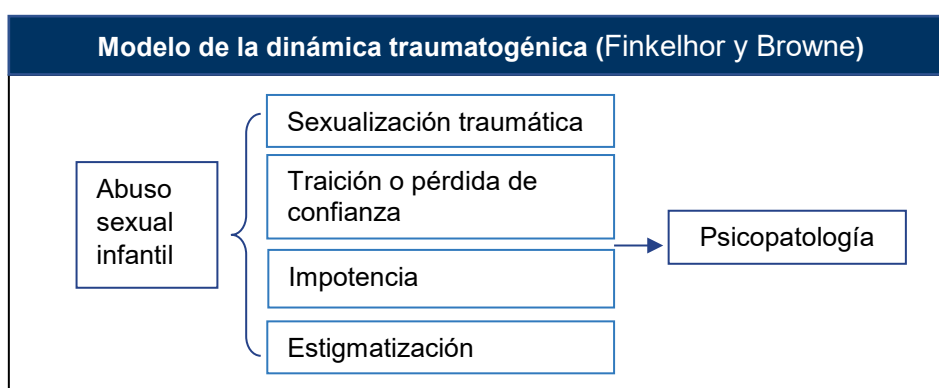 Modelo de la dinámica traumatogénica (Finkelhor y Browne)
Abuso
sexual
infantil
Sexualización traumática
Traición o pérdida de
confianza
Impotencia
Estigmatización
Psicopatología